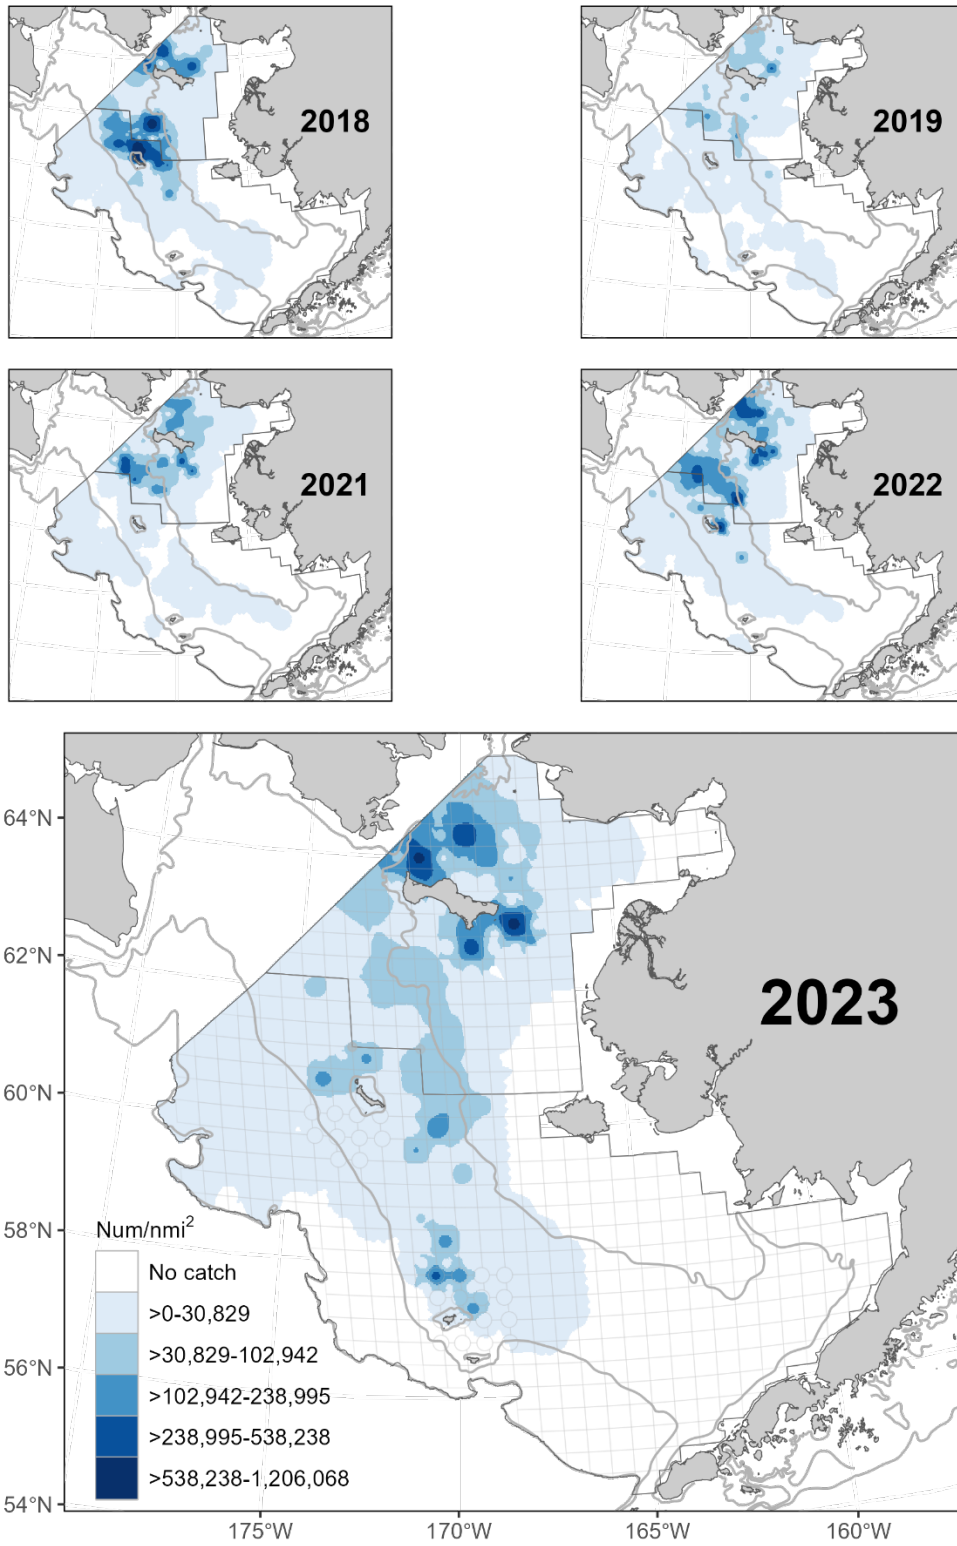 2018
2019
2021
2022
2023
64°N
62°N
60°N
58°N
56°N
54°N
Num/nmi²
No catch
>0-30,829
>30,829-102,942
>102,942-238,995
>238,995-538,238
>538,238-1,206,068
175°W
170°W
165°W
160°W